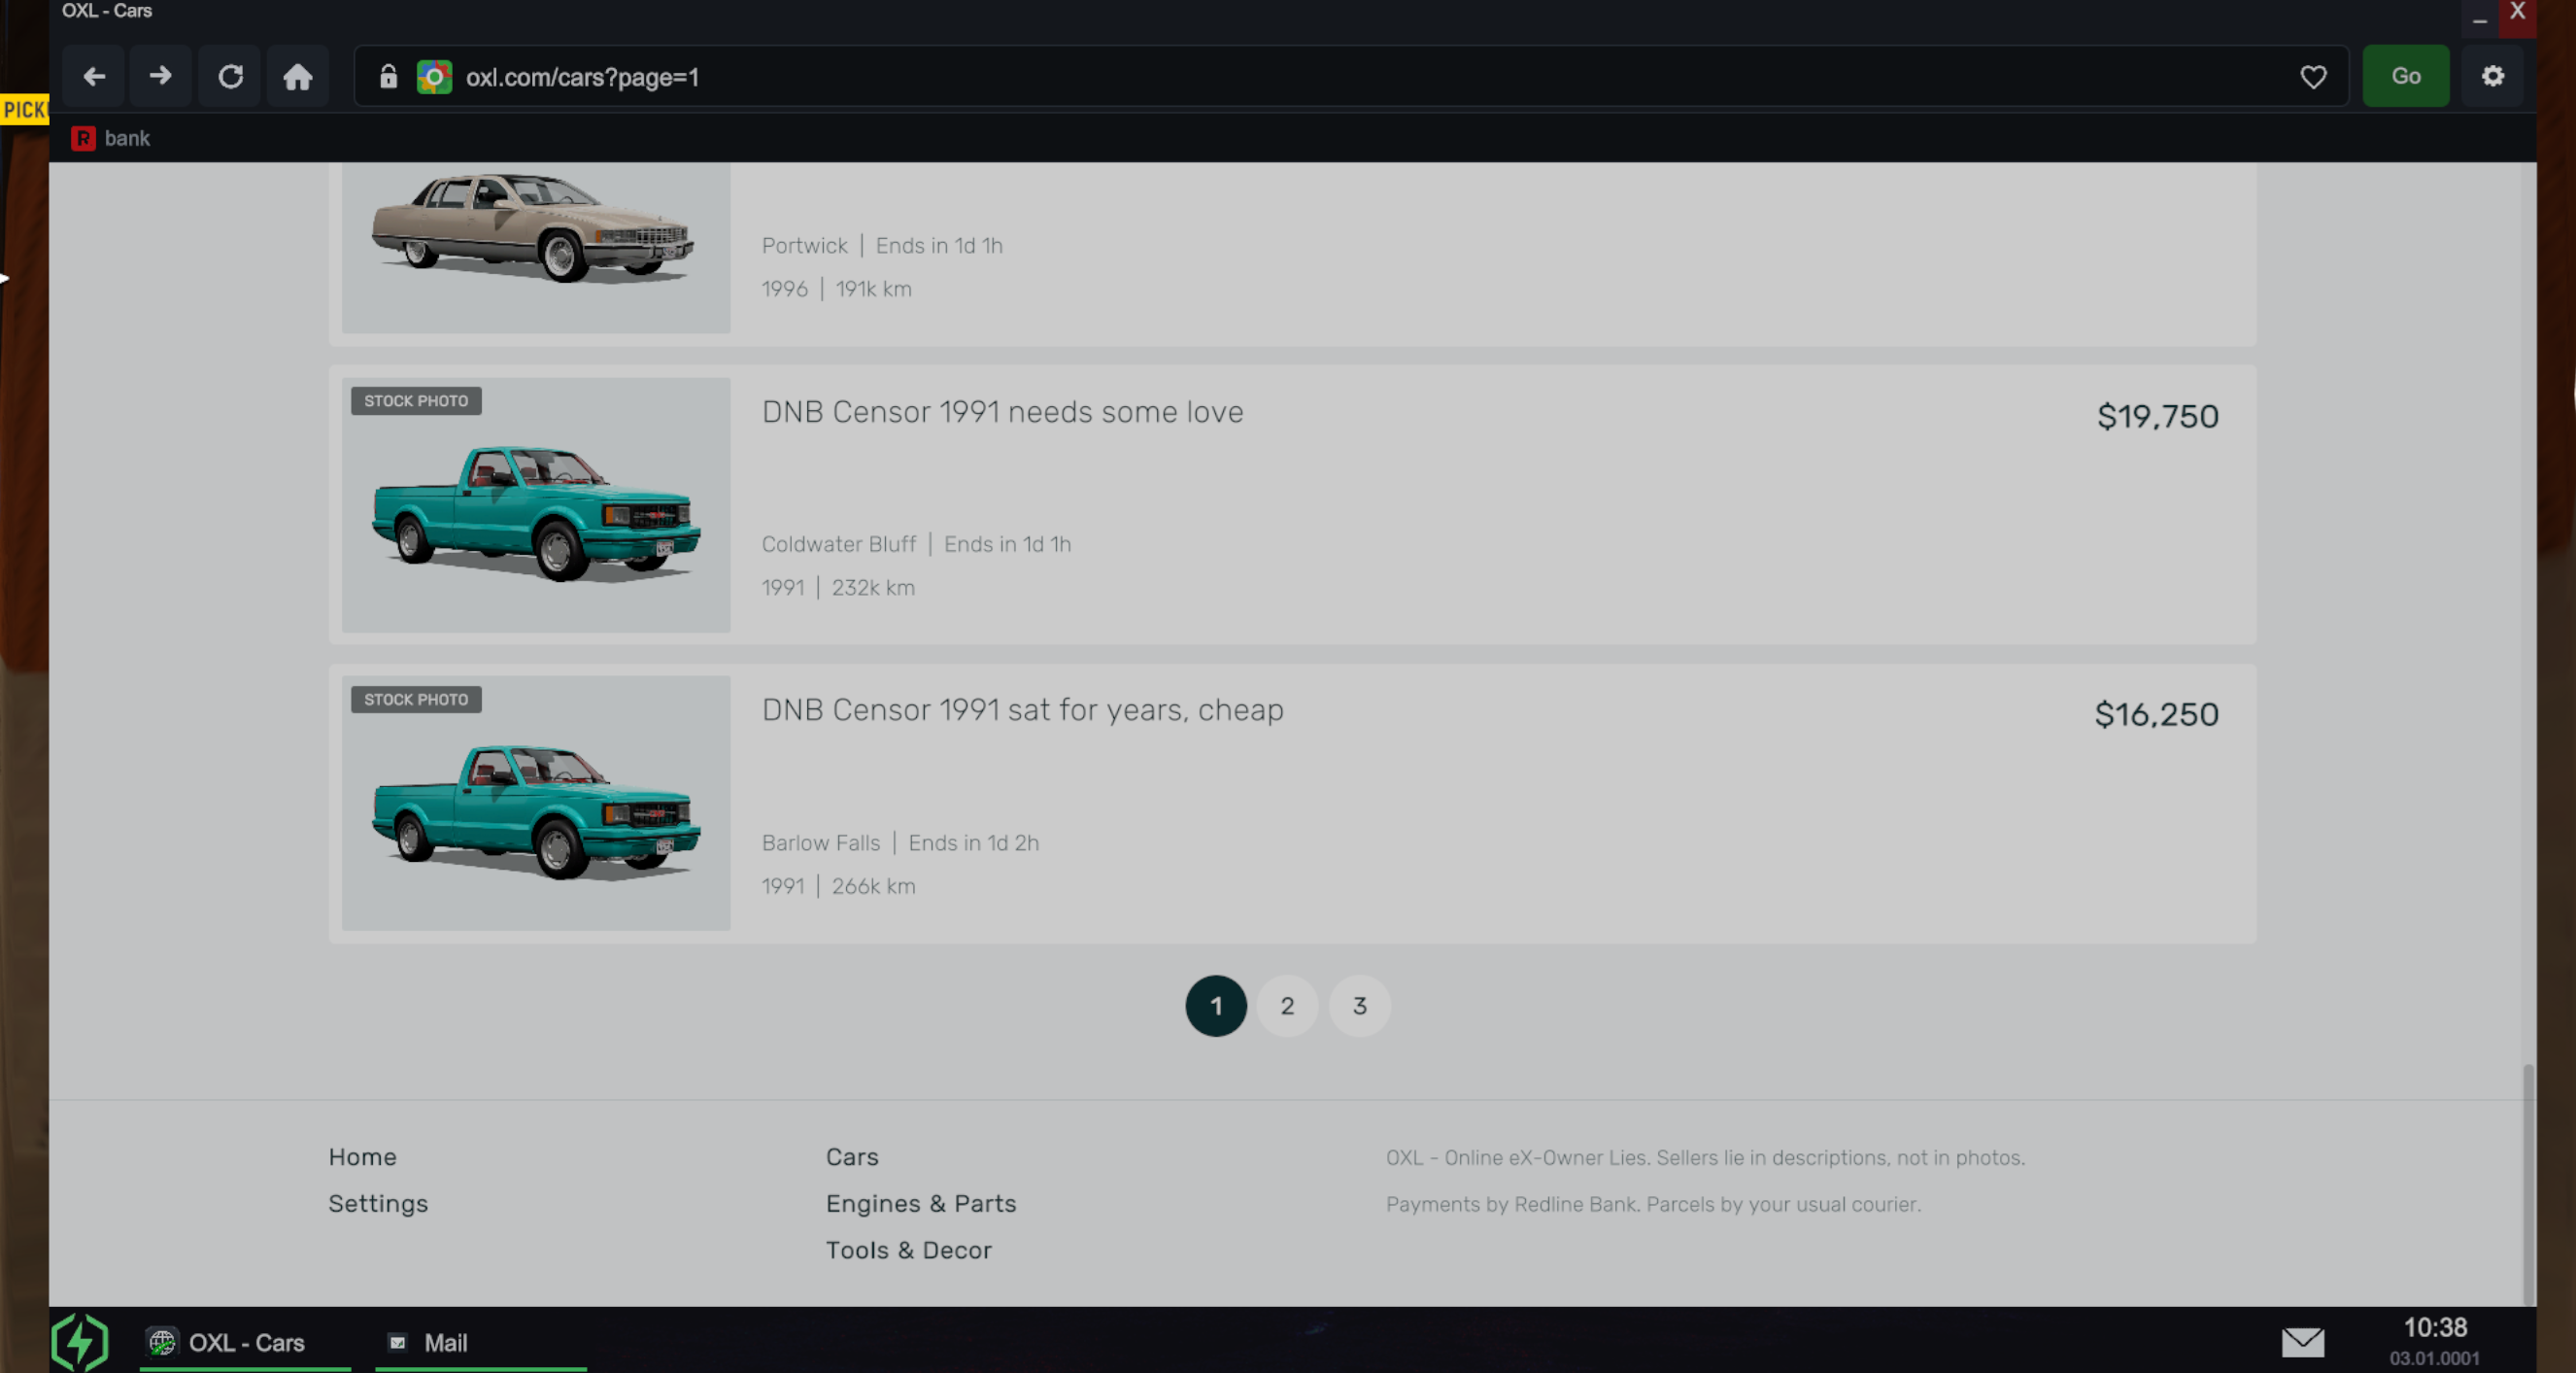 OXL - Cars
_ X
oxl.com/cars?page=1
Go
PICK
R bank
Portwick | Ends in 1d 1h
1996 | 191k km
STOCK PHOTO
DNB Censor 1991 needs some love
$19,750
Coldwater Bluff | Ends in 1d 1h
1991 | 232k km
STOCK PHOTO
DNB Censor 1991 sat for years, cheap
$16,250
Barlow Falls | Ends in 1d 2h
1991 | 266k km
1 2 3
Home
Settings
Cars
Engines & Parts
Tools & Decor
OXL - Online eX-Owner Lies. Sellers lie in descriptions, not in photos.
Payments by Redline Bank. Parcels by your usual courier.
OXL - Cars
Mail
10:38
03.01.0001